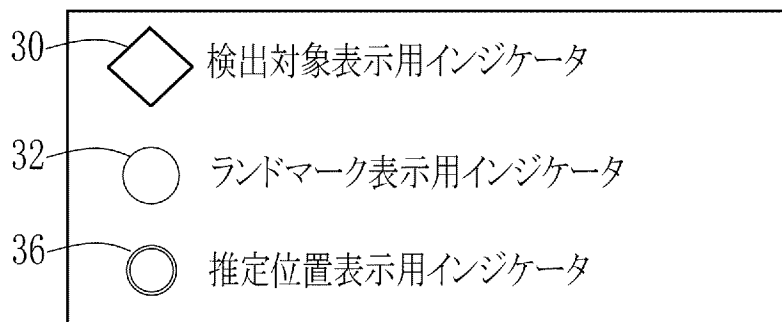 30 検出対象表示用インジケータ
32 ランドマーク表示用インジケータ
36 推定位置表示用インジケータ